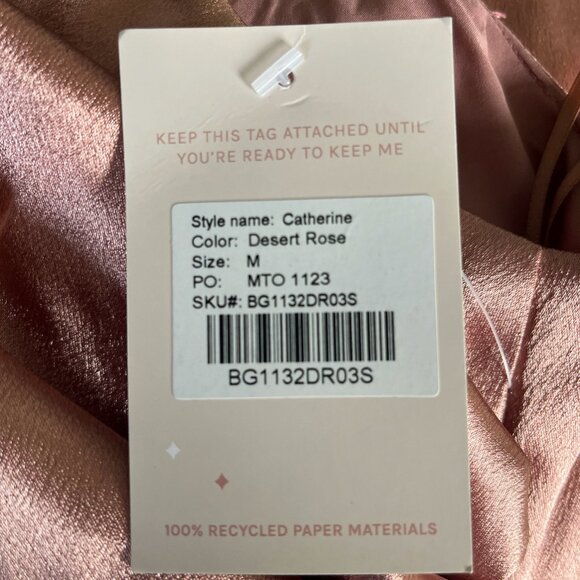 KEEP THIS TAG ATTACHED UNTIL
YOU'RE READY TO KEEP ME
Style name: Catherine
Color: Desert Rose
Size: M
PO: MTO 1123
SKU#: BG1132DR03S
BG1132DR03S
100% RECYCLED PAPER MATERIALS